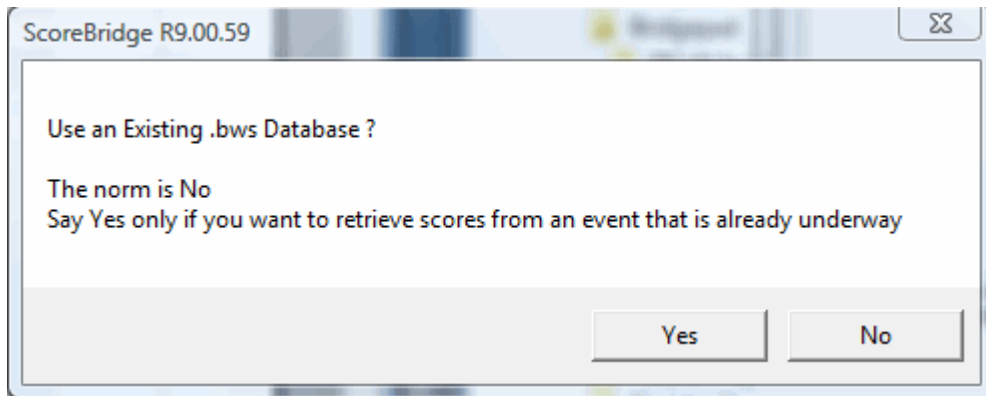 ScoreBridge R9.00.59
Use an Existing .bws Database ?
The norm is No
Say Yes only if you want to retrieve scores from an event that is already underway
Yes
No